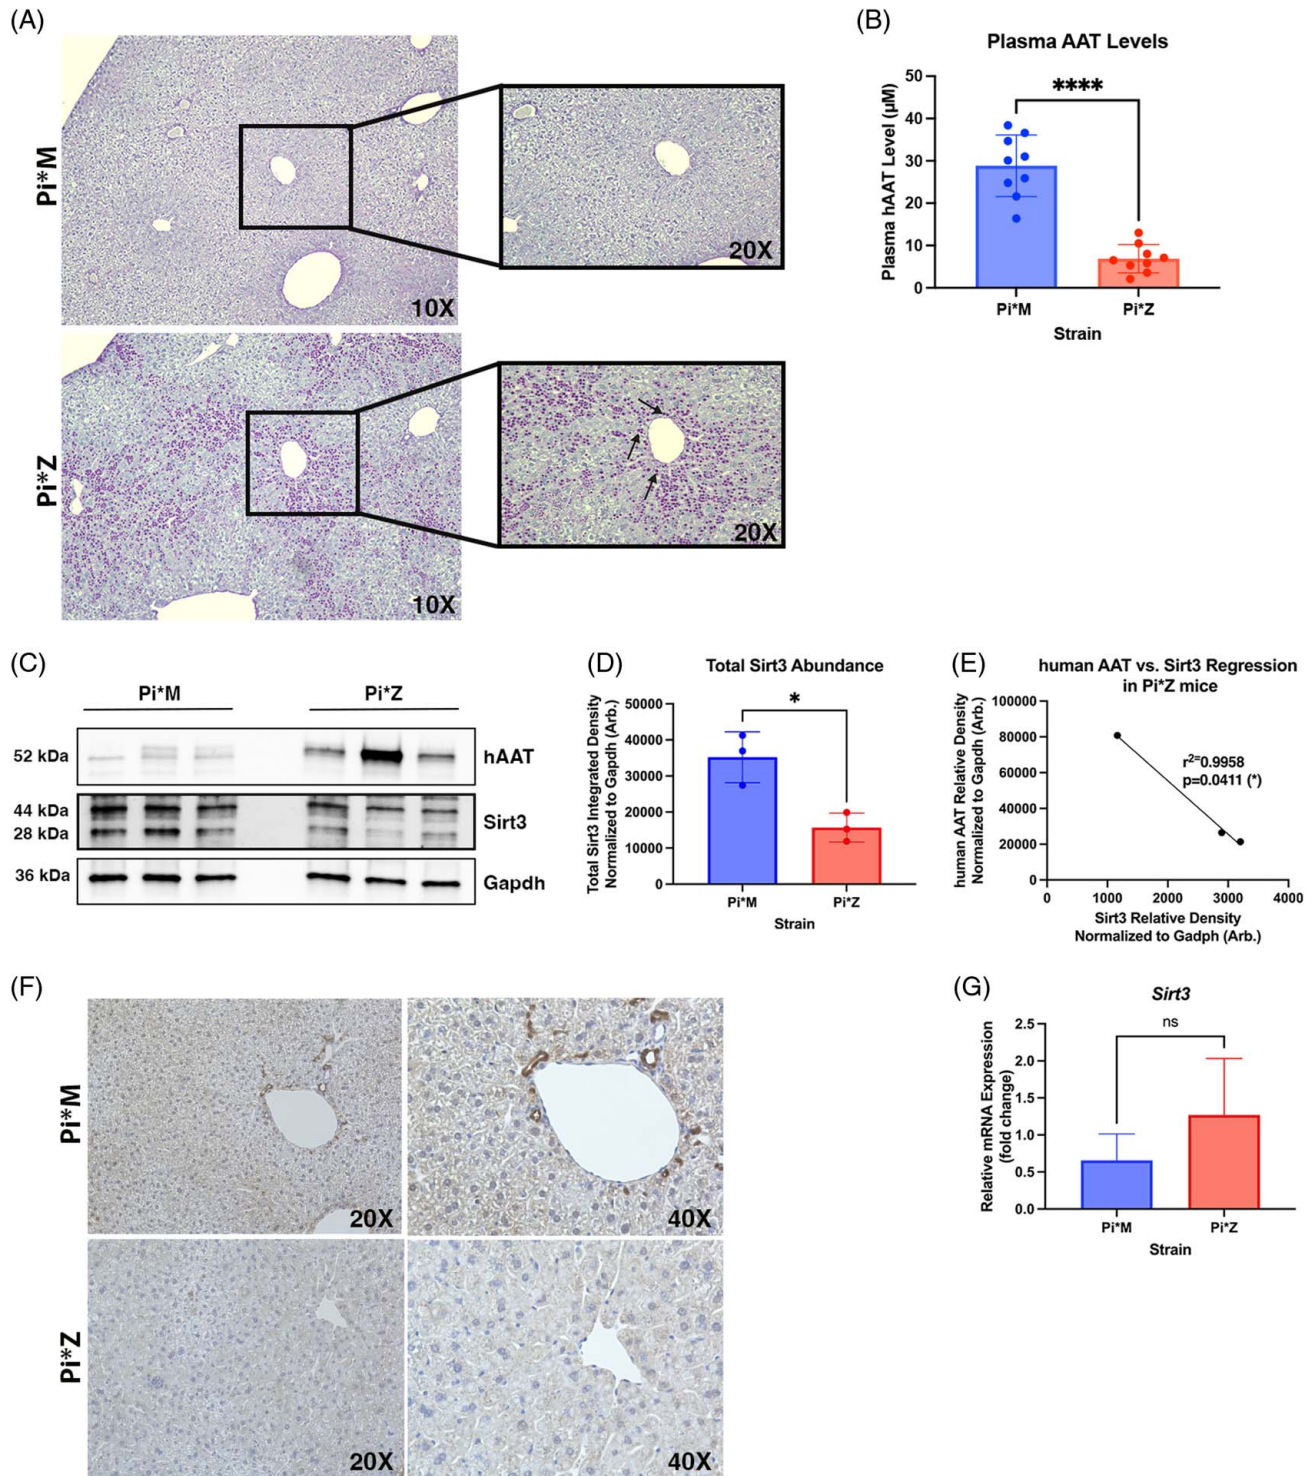 (A)
Pi*M
10X
20X
Pi*Z
10X
20X
(B)
Plasma AAT Levels
Plasma hAAT Level (µM)
50
40
30
20
10
0
****
Pi*M
Pi*Z
Strain
(C)
Pi*M
Pi*Z
52 kDa
hAAT
44 kDa
28 kDa
Sirt3
36 kDa
Gapdh
(D)
Total Sirt3 Abundance
Total Sirt3 Integrated Density
Normalized to Gapdh (Arb.)
50000
40000
30000
20000
10000
0
*
Pi*M
Pi*Z
Strain
(E)
human AAT vs. Sirt3 Regression
in Pi*Z mice
human AAT Relative Density
Normalized to Gapdh (Arb.)
100000
80000
60000
40000
20000
0
r²⁼0.9958
p=0.0411 (*)
0
1000
2000
3000
4000
Sirt3 Relative Density
Normalized to Gadph (Arb.)
(F)
Pi*M
20X
40X
Pi*Z
20X
40X
(G)
Sirt3
Relative mRNA Expression
(fold change)
2.5
2.0
1.5
1.0
0.5
0.0
ns
Pi*M
Pi*Z
Strain